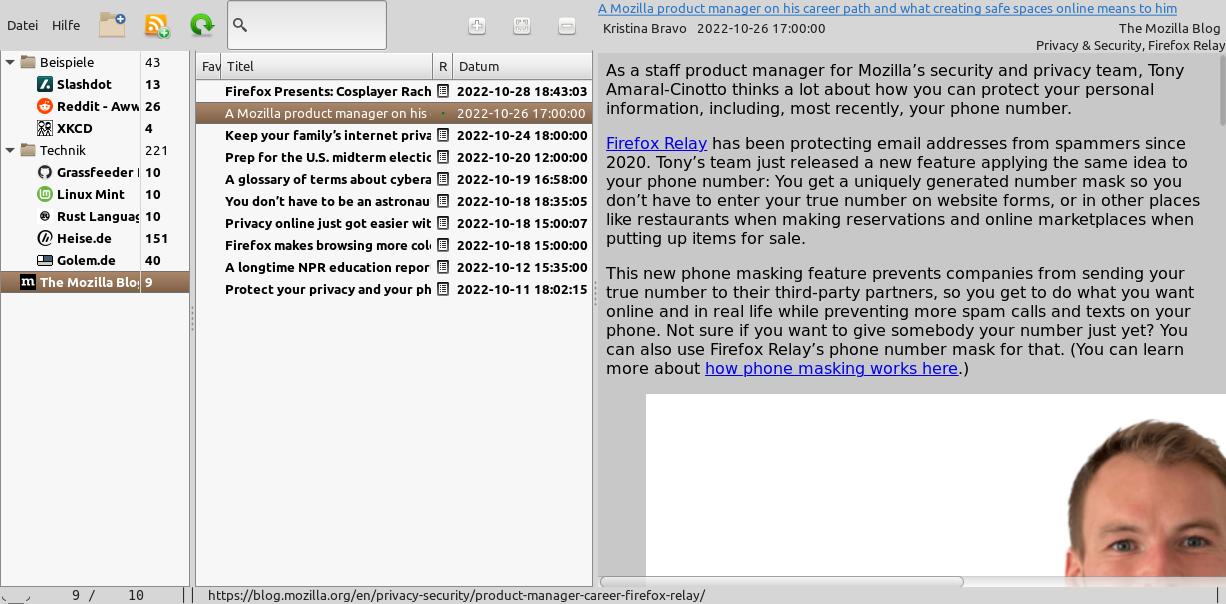 Datei Hilfe
A Mozilla product manager on his career path and what creating safe spaces online means to him
Kristina Bravo 2022-10-26 17:00:00 The Mozilla Blog
Privacy & Security, Firefox Relay
Beispiele 43
Slashdot 13
Reddit - Aww 26
XKCD 4
Technik 221
Grassfeeder 10
Linux Mint 10
Rust Languag 10
Heise.de 151
Golem.de 40
The Mozilla Blog 9
Fav Titel R Datum
Firefox Presents: Cosplayer Rach 2022-10-28 18:43:03
A Mozilla product manager on his 2022-10-26 17:00:00
Keep your family's internet priva 2022-10-24 18:00:00
Prep for the U.S. midterm electic 2022-10-20 12:00:00
A glossary of terms about cybera 2022-10-19 16:58:00
You don't have to be an astronau 2022-10-18 18:35:05
Privacy online just got easier wit 2022-10-18 15:00:07
Firefox makes browsing more col 2022-10-18 15:00:00
A longtime NPR education repor 2022-10-12 15:35:00
Protect your privacy and your ph 2022-10-11 18:02:15
As a staff product manager for Mozilla's security and privacy team, Tony
Amaral-Cinotto thinks a lot about how you can protect your personal
information, including, most recently, your phone number.
Firefox Relay has been protecting email addresses from spammers since
2020. Tony's team just released a new feature applying the same idea to
your phone number: You get a uniquely generated number mask so you
don't have to enter your true number on website forms, or in other places
like restaurants when making reservations and online marketplaces when
putting up items for sale.
This new phone masking feature prevents companies from sending your
true number to their third-party partners, so you get to do what you want
online and in real life while preventing more spam calls and texts on your
phone. Not sure if you want to give somebody your number just yet? You
can also use Firefox Relay's phone number mask for that. (You can learn
more about how phone masking works here.)
9 / 10 https://blog.mozilla.org/en/privacy-security/product-manager-career-firefox-relay/